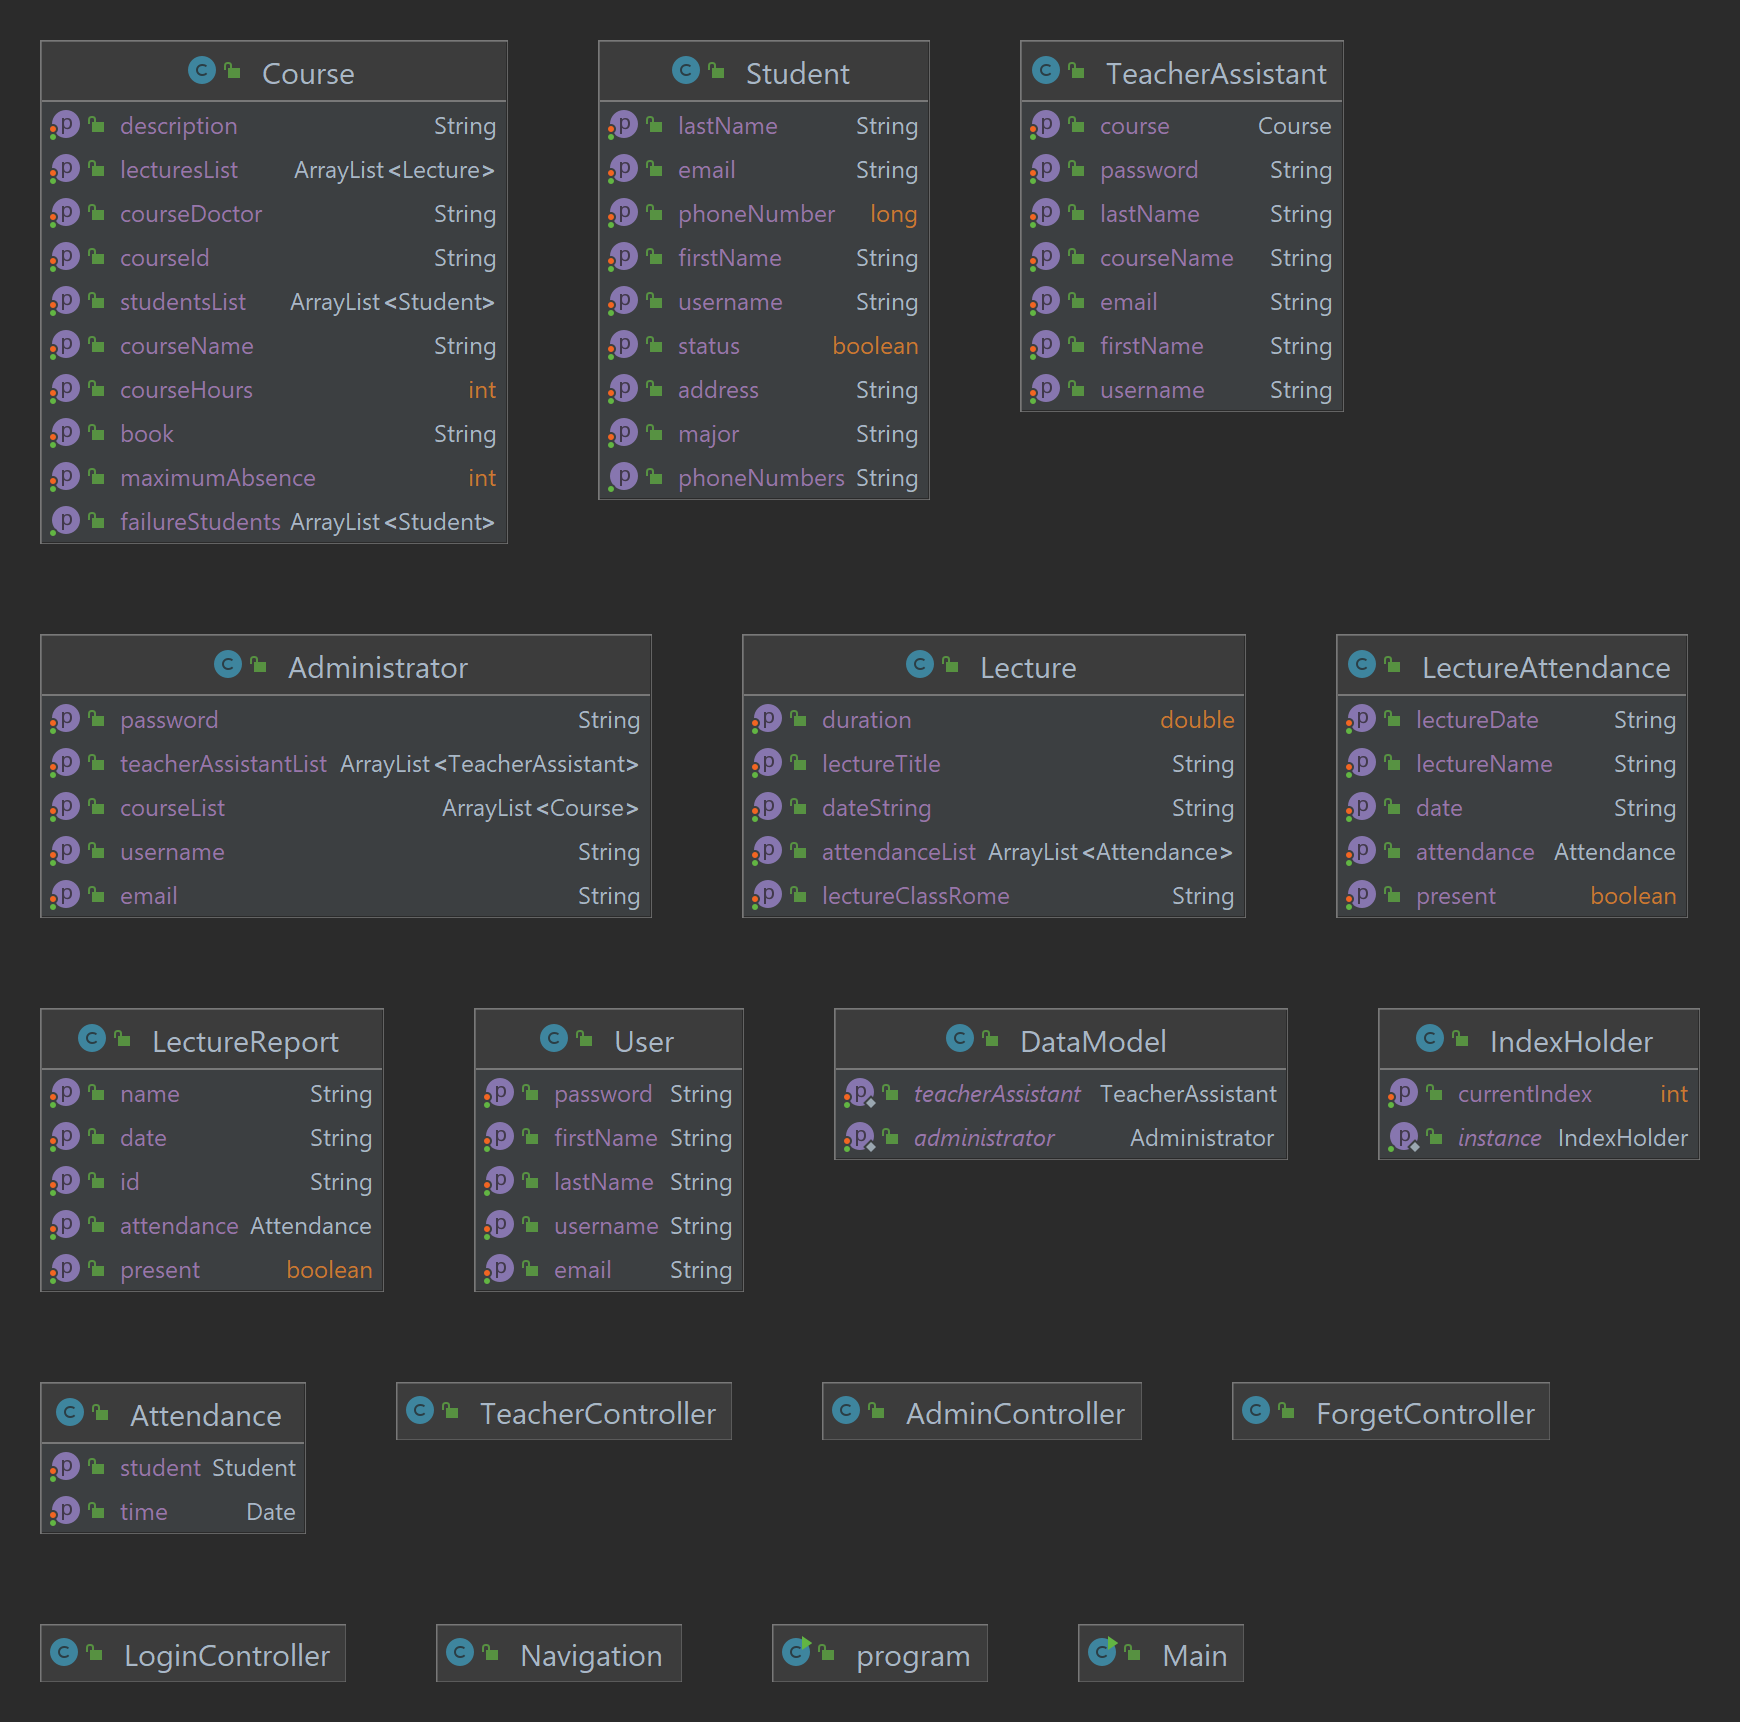 Course
description String
lecturesList ArrayList<Lecture>
courseDoctor String
courseId String
studentsList ArrayList<Student>
courseName String
courseHours int
book String
maximumAbsence int
failureStudents ArrayList<Student>
Student
lastName String
email String
phoneNumber long
firstName String
username String
status boolean
address String
major String
phoneNumbers String
TeacherAssistant
course Course
password String
lastName String
courseName String
email String
firstName String
username String
Administrator
password String
teacherAssistantList ArrayList<TeacherAssistant>
courseList ArrayList<Course>
username String
email String
Lecture
duration double
lectureTitle String
dateString String
attendanceList ArrayList<Attendance>
lectureClassRome String
LectureAttendance
lectureDate String
lectureName String
date String
attendance Attendance
present boolean
LectureReport
name String
date String
id String
attendance Attendance
present boolean
User
password String
firstName String
lastName String
username String
email String
DataModel
teacherAssistant TeacherAssistant
administrator Administrator
IndexHolder
currentIndex int
instance IndexHolder
Attendance
student Student
time Date
TeacherController
AdminController
ForgetController
LoginController
Navigation
program
Main